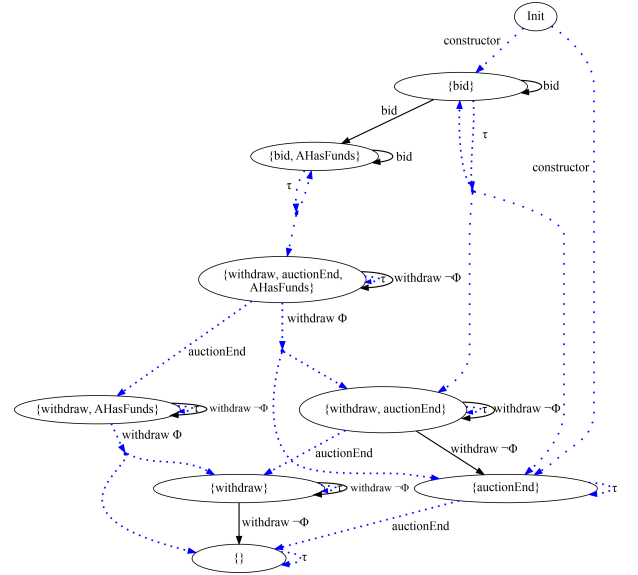 Init
constructor
{bid}
bid
bid
τ
{bid, AHasFunds}
bid
constructor
τ
{withdraw, auctionEnd,
AHasFunds}
τ
withdraw ¬Φ
withdraw Φ
auctionEnd
{withdraw, AHasFunds}
τ
withdraw ¬Φ
{withdraw, auctionEnd}
τ
withdraw ¬Φ
withdraw Φ
auctionEnd
withdraw ¬Φ
{withdraw}
τ
withdraw ¬Φ
{auctionEnd}
τ
withdraw ¬Φ
auctionEnd
{}
τ